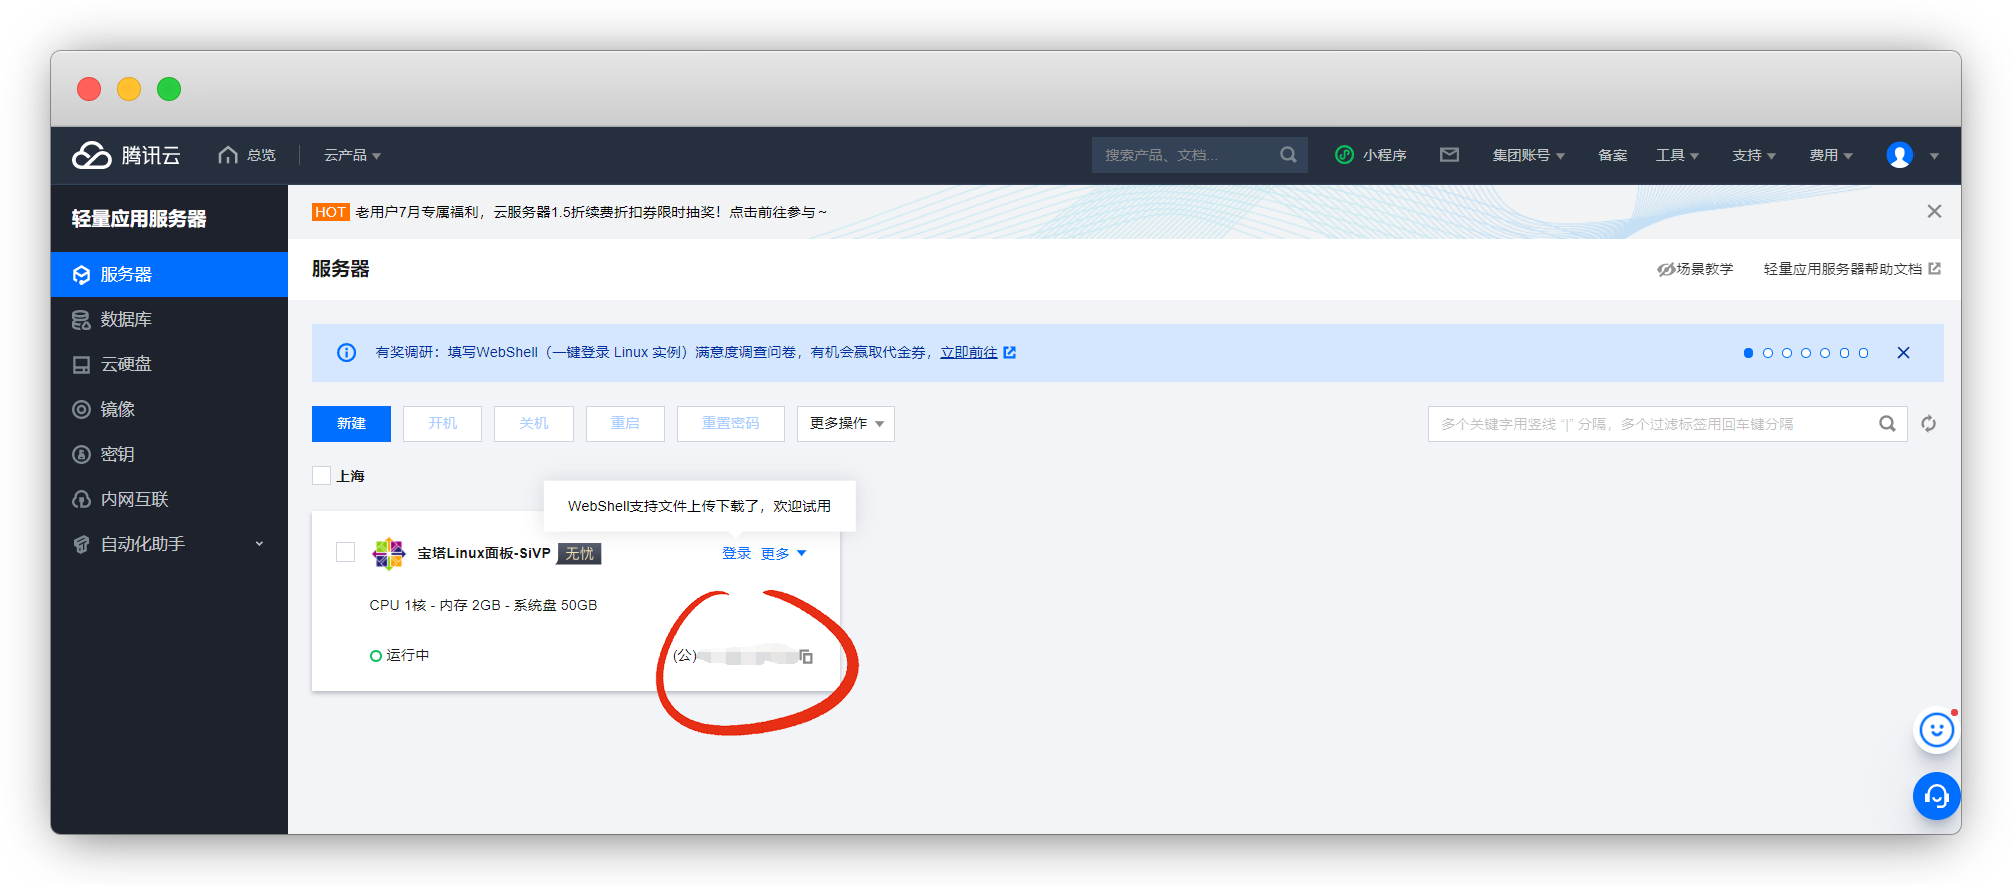 腾讯云 总览 云产品 搜索产品、文档... 小程序 集团账号 备案 工具 支持 费用
轻量应用服务器
服务器
数据库
云硬盘
镜像
密钥
内网互联
自动化助手
HOT 老用户7月专属福利，云服务器1.5折续费折扣券限时抽奖！点击前往参与~
服务器 场景教学 轻量应用服务器帮助文档
有奖调研：填写WebShell（一键登录 Linux 实例）满意度调查问卷，有机会赢取代金券，立即前往
新建 开机 关机 重启 重置密码 更多操作 多个关键字用竖线 "|" 分隔，多个过滤标签用回车键分隔
上海
WebShell支持文件上传下载了，欢迎试用
宝塔Linux面板-SiVP 无忧 登录 更多
CPU 1核 - 内存 2GB - 系统盘 50GB
运行中 (公)